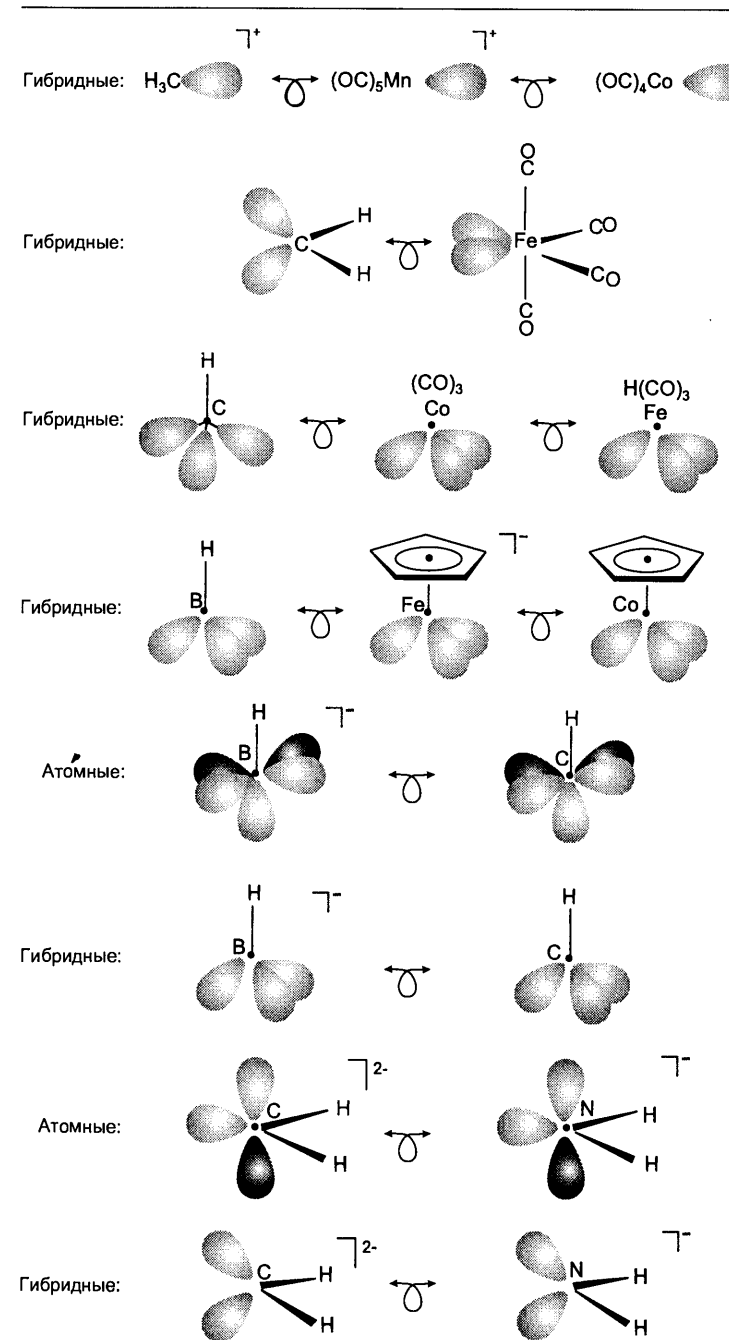 Гибридные: H₃C ⁺ (OC)₅Mn ⁺ (OC)₄Co
Гибридные: C H H Fe CO CO CO CO
Гибридные: H C (CO)₃ Co H(CO)₃ Fe
Гибридные: H B Fe − Co
Атомные: H B − H C
Гибридные: H B − H C
Атомные: C H H 2- N H H −
Гибридные: C H H 2- N H H −